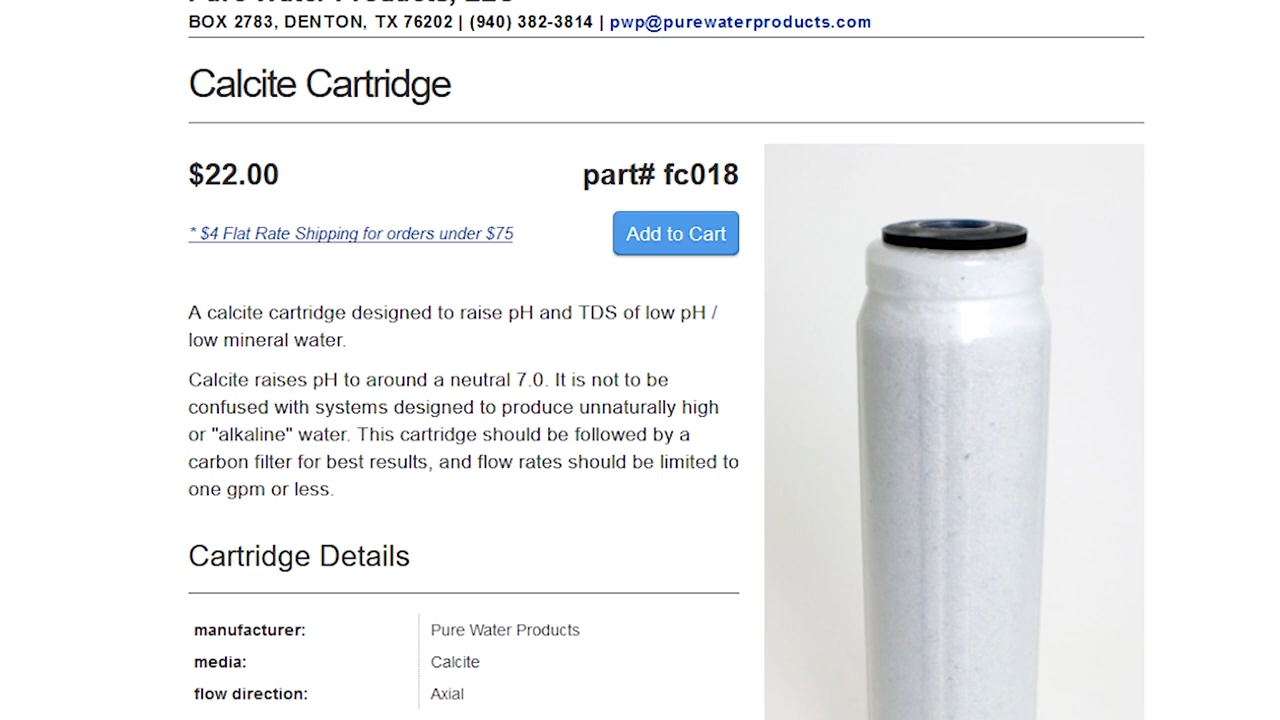 Pure Water Products, LLC
BOX 2783, DENTON, TX 76202 | (940) 382-3814 | pwp@purewaterproducts.com
Calcite Cartridge
$22.00
part# fc018
* $4 Flat Rate Shipping for orders under $75
Add to Cart
A calcite cartridge designed to raise pH and TDS of low pH /
low mineral water.
Calcite raises pH to around a neutral 7.0. It is not to be
confused with systems designed to produce unnaturally high
or "alkaline" water. This cartridge should be followed by a
carbon filter for best results, and flow rates should be limited to
one gpm or less.
Cartridge Details
manufacturer: Pure Water Products
media: Calcite
flow direction: Axial